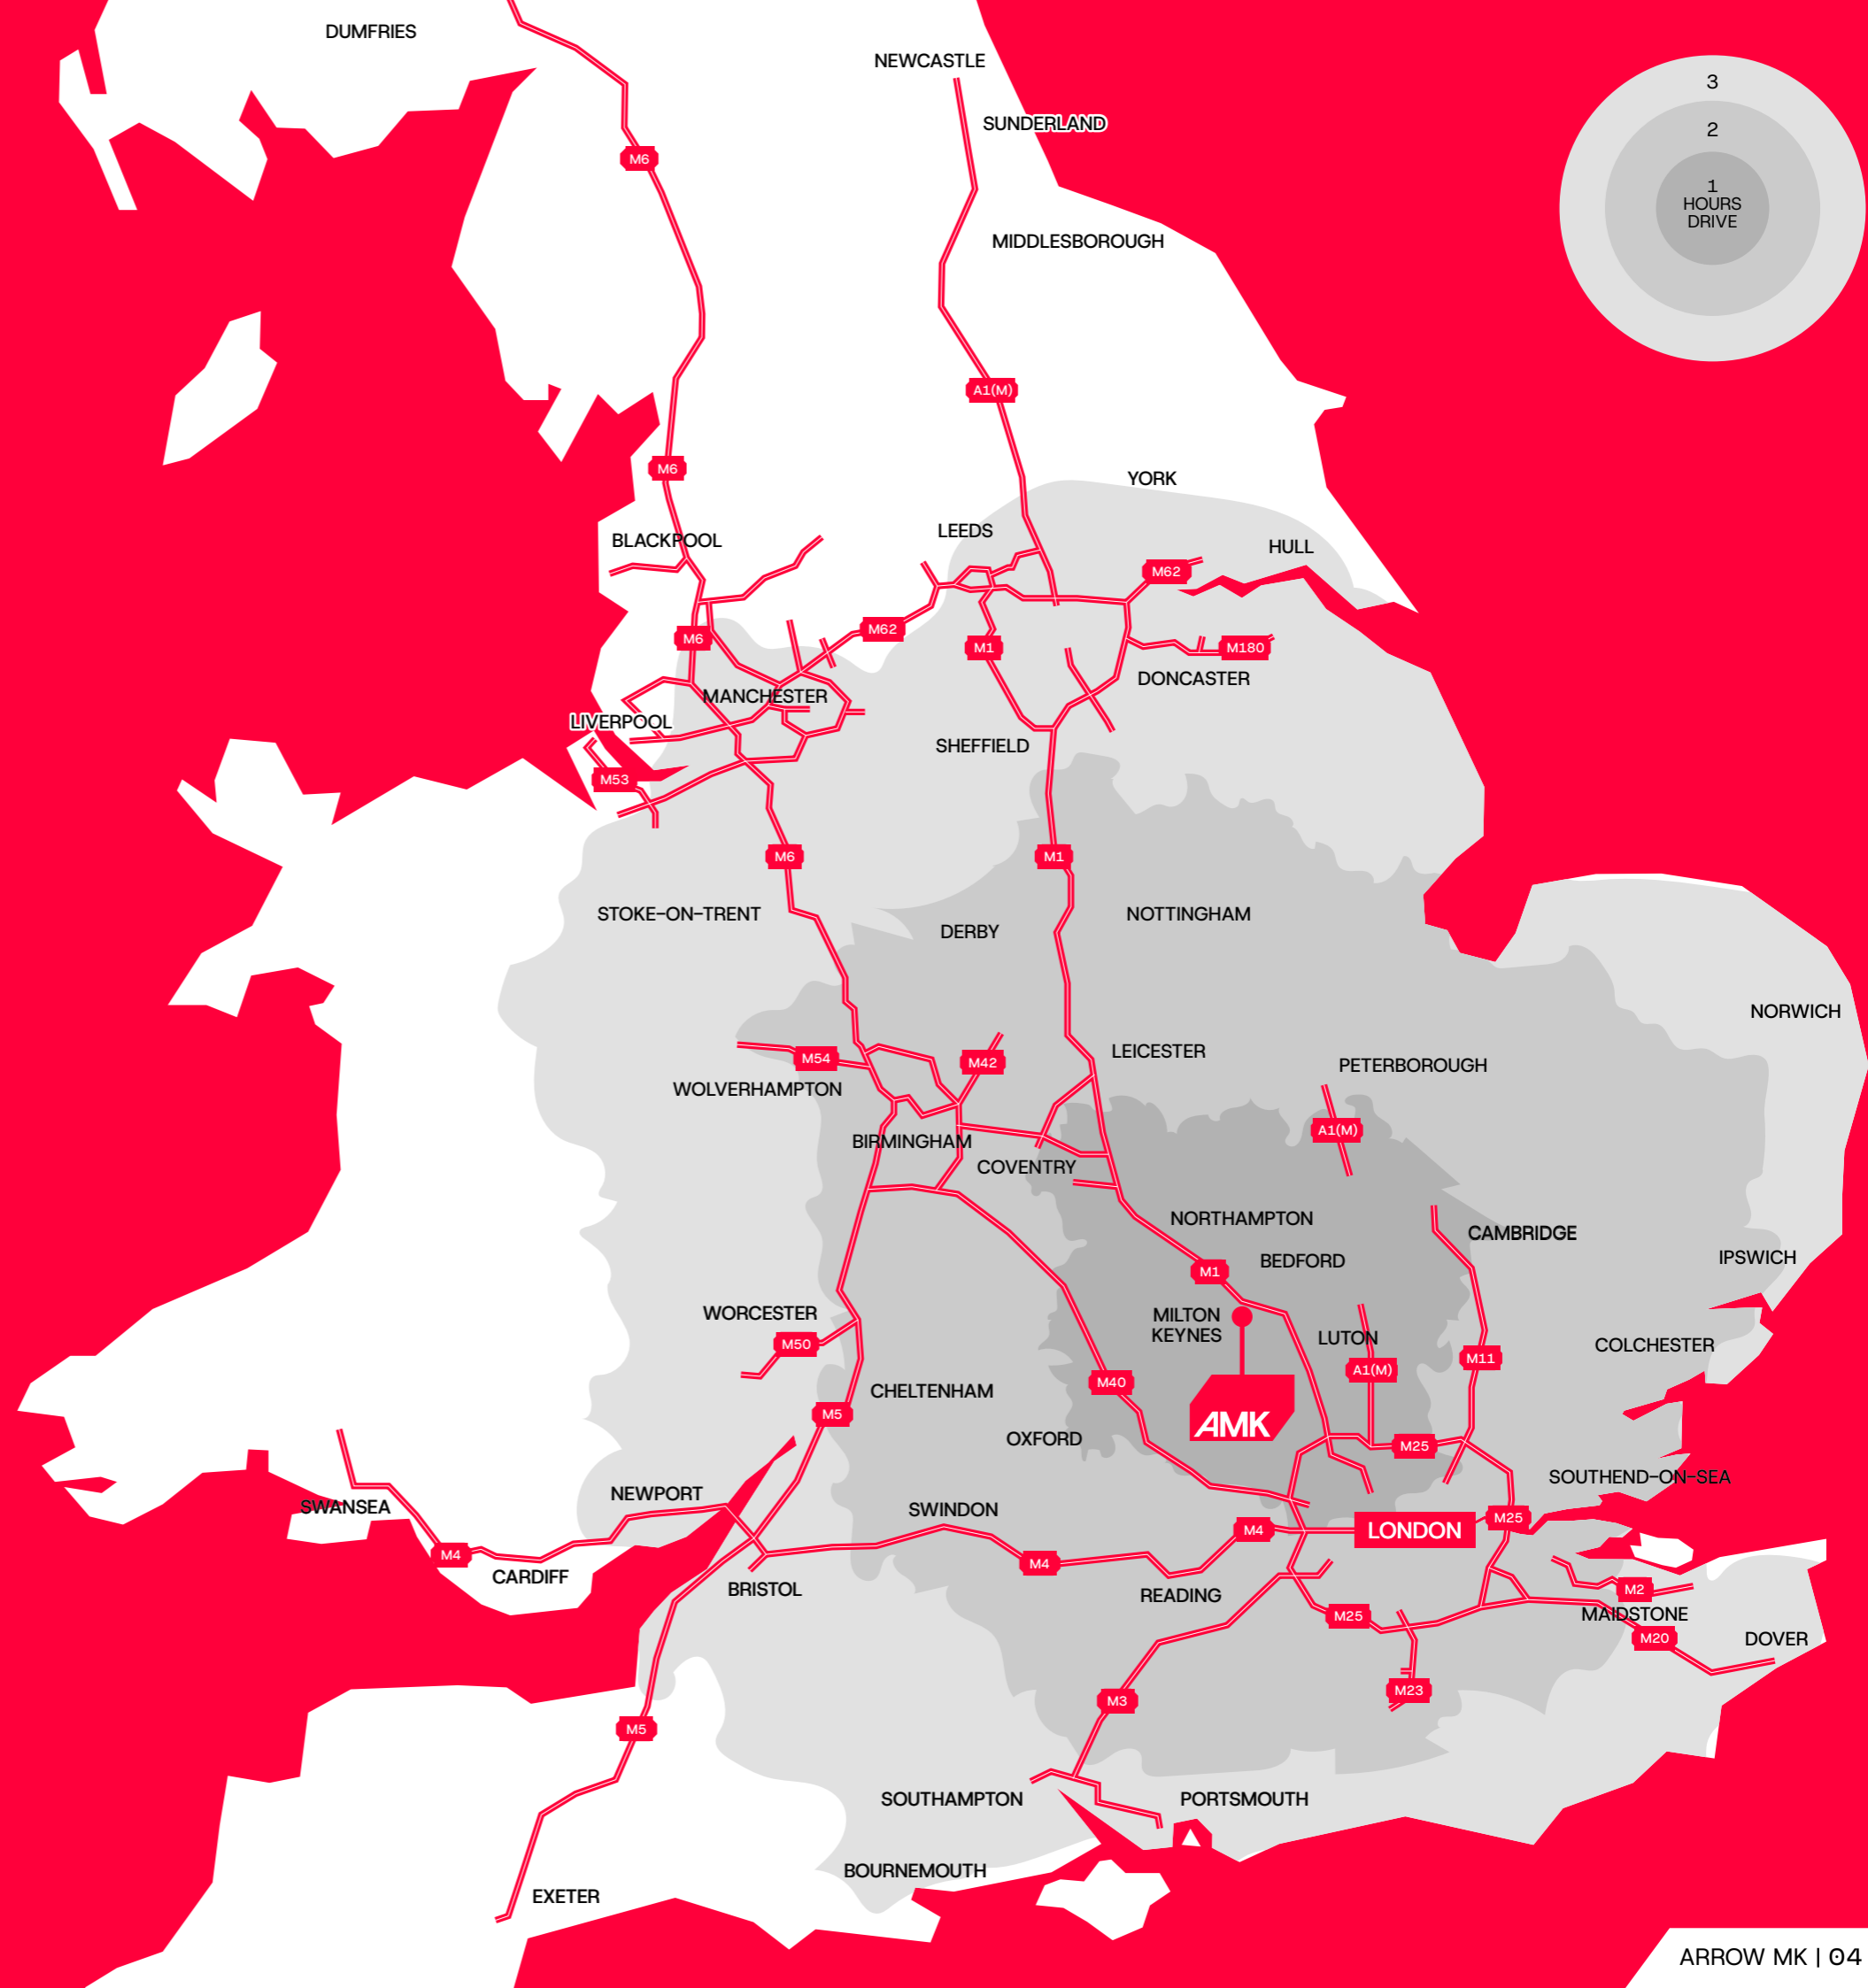 DUMFRIES
NEWCASTLE
3
SUNDERLAND
2
M6
1
HOURS
DRIVE
MIDDLESBOROUGH
A1(M)
M6
YORK
LEEDS
BLACKPOOL
HULL
M62
M62
M6
M1
M180
DONCASTER
MANCHESTER
LIVERPOOL
SHEFFIELD
M53
M6
M1
STOKE-ON-TRENT
NOTTINGHAM
DERBY
NORWICH
LEICESTER
M54
M42
PETERBOROUGH
WOLVERHAMPTON
A1(M)
BIRMINGHAM
COVENTRY
NORTHAMPTON
CAMBRIDGE
BEDFORD
IPSWICH
M1
WORCESTER
MILTON
KEYNES
LUTON
M50
COLCHESTER
M11
A1(M)
M40
CHELTENHAM
M5
AMK
OXFORD
M25
SOUTHEND-ON-SEA
NEWPORT
SWANSEA
SWINDON
M25
M4
LONDON
M4
M4
CARDIFF
BRISTOL
M2
READING
M25
MAIDSTONE
M20
DOVER
M23
M3
M5
SOUTHAMPTON
PORTSMOUTH
BOURNEMOUTH
EXETER
ARROW MK | 04